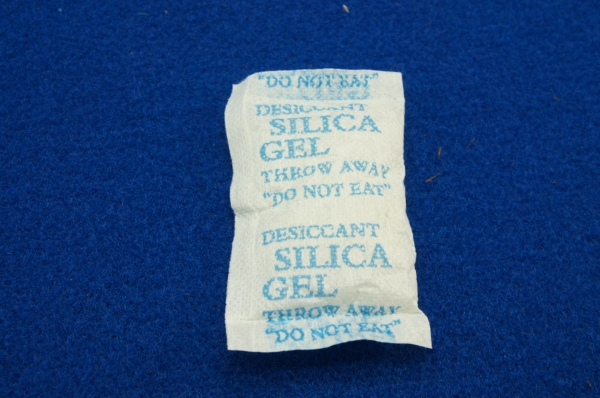 "DO NOT EAT"
DESICCANT
SILICA
GEL
THROW AWAY
"DO NOT EAT"
DESICCANT
SILICA
GEL
THROW AWAY
"DO NOT EAT"